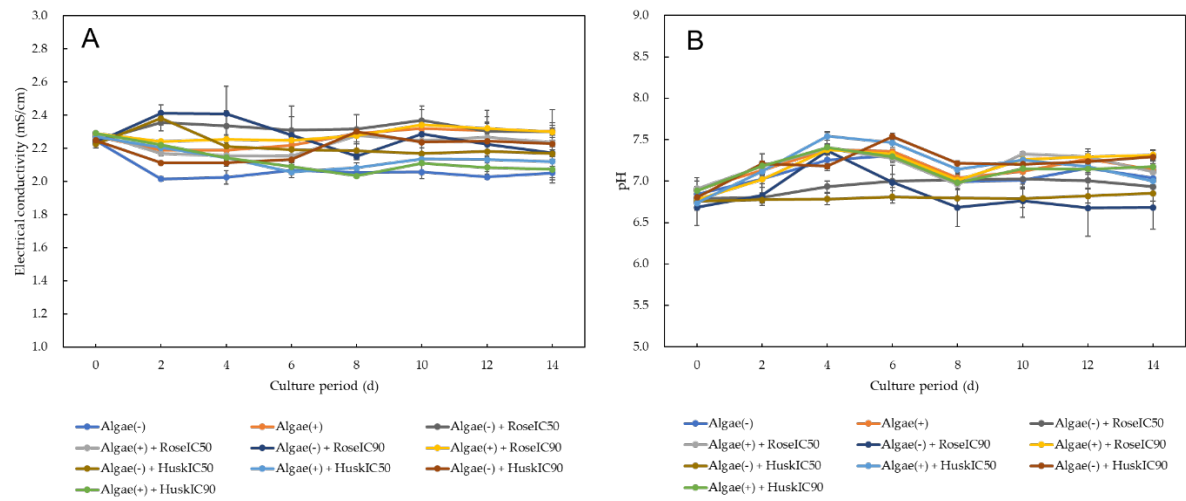 A
Electrical conductivity (mS/cm)
3.0
2.8
2.6
2.4
2.2
2.0
1.8
1.6
1.4
1.2
1.0
0 2 4 6 8 10 12 14
Culture period (d)
Algae(-) Algae(+) Algae(-) + RoseIC50
Algae(+) + RoseIC50 Algae(-) + RoseIC90 Algae(+) + RoseIC90
Algae(-) + HuskIC50 Algae(+) + HuskIC50 Algae(-) + HuskIC90
Algae(+) + HuskIC90
B
pH
9.0
8.5
8.0
7.5
7.0
6.5
6.0
5.5
5.0
0 2 4 6 8 10 12 14
Culture period (d)
Algae(-) Algae(+) Algae(-) + RoseIC50
Algae(+) + RoseIC50 Algae(-) + RoseIC90 Algae(+) + RoseIC90
Algae(-) + HuskIC50 Algae(+) + HuskIC50 Algae(-) + HuskIC90
Algae(+) + HuskIC90